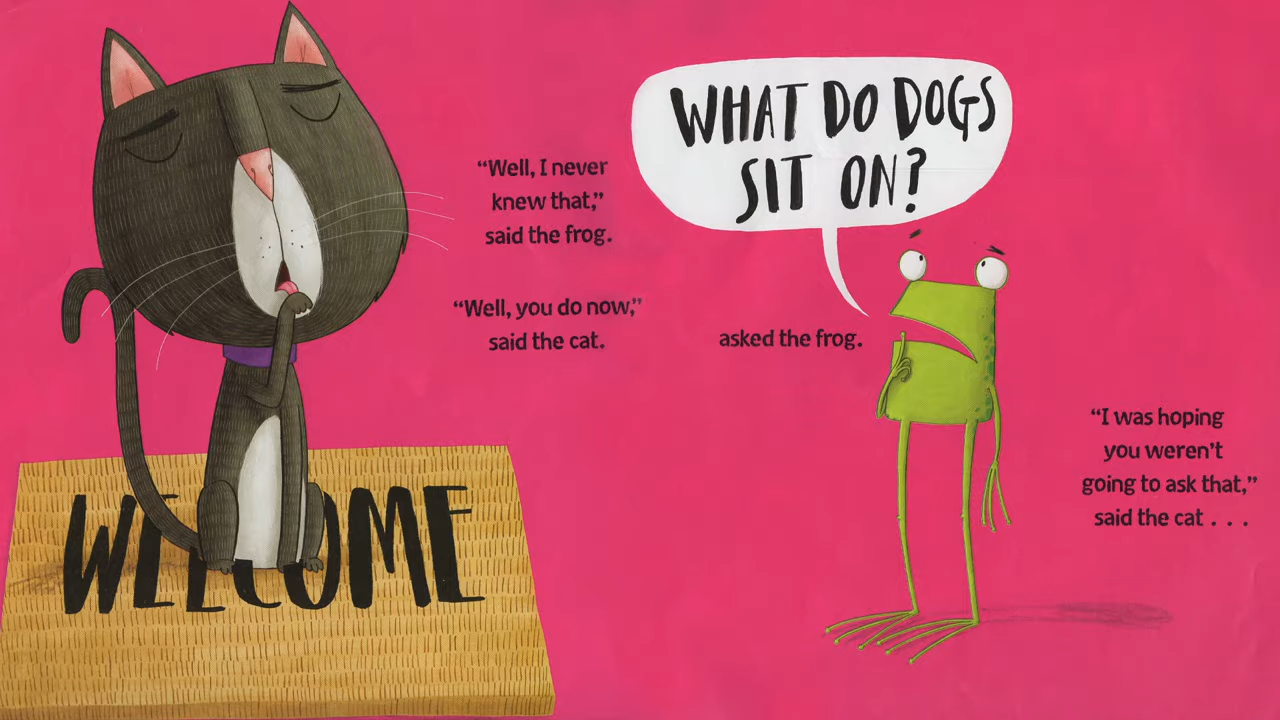 “Well, I never
knew that,”
said the frog.
“Well, you do now,”
said the cat.
WHAT DO DOGS
SIT ON?
asked the frog.
“I was hoping
you weren’t
going to ask that,”
said the cat . . .
WELCOME